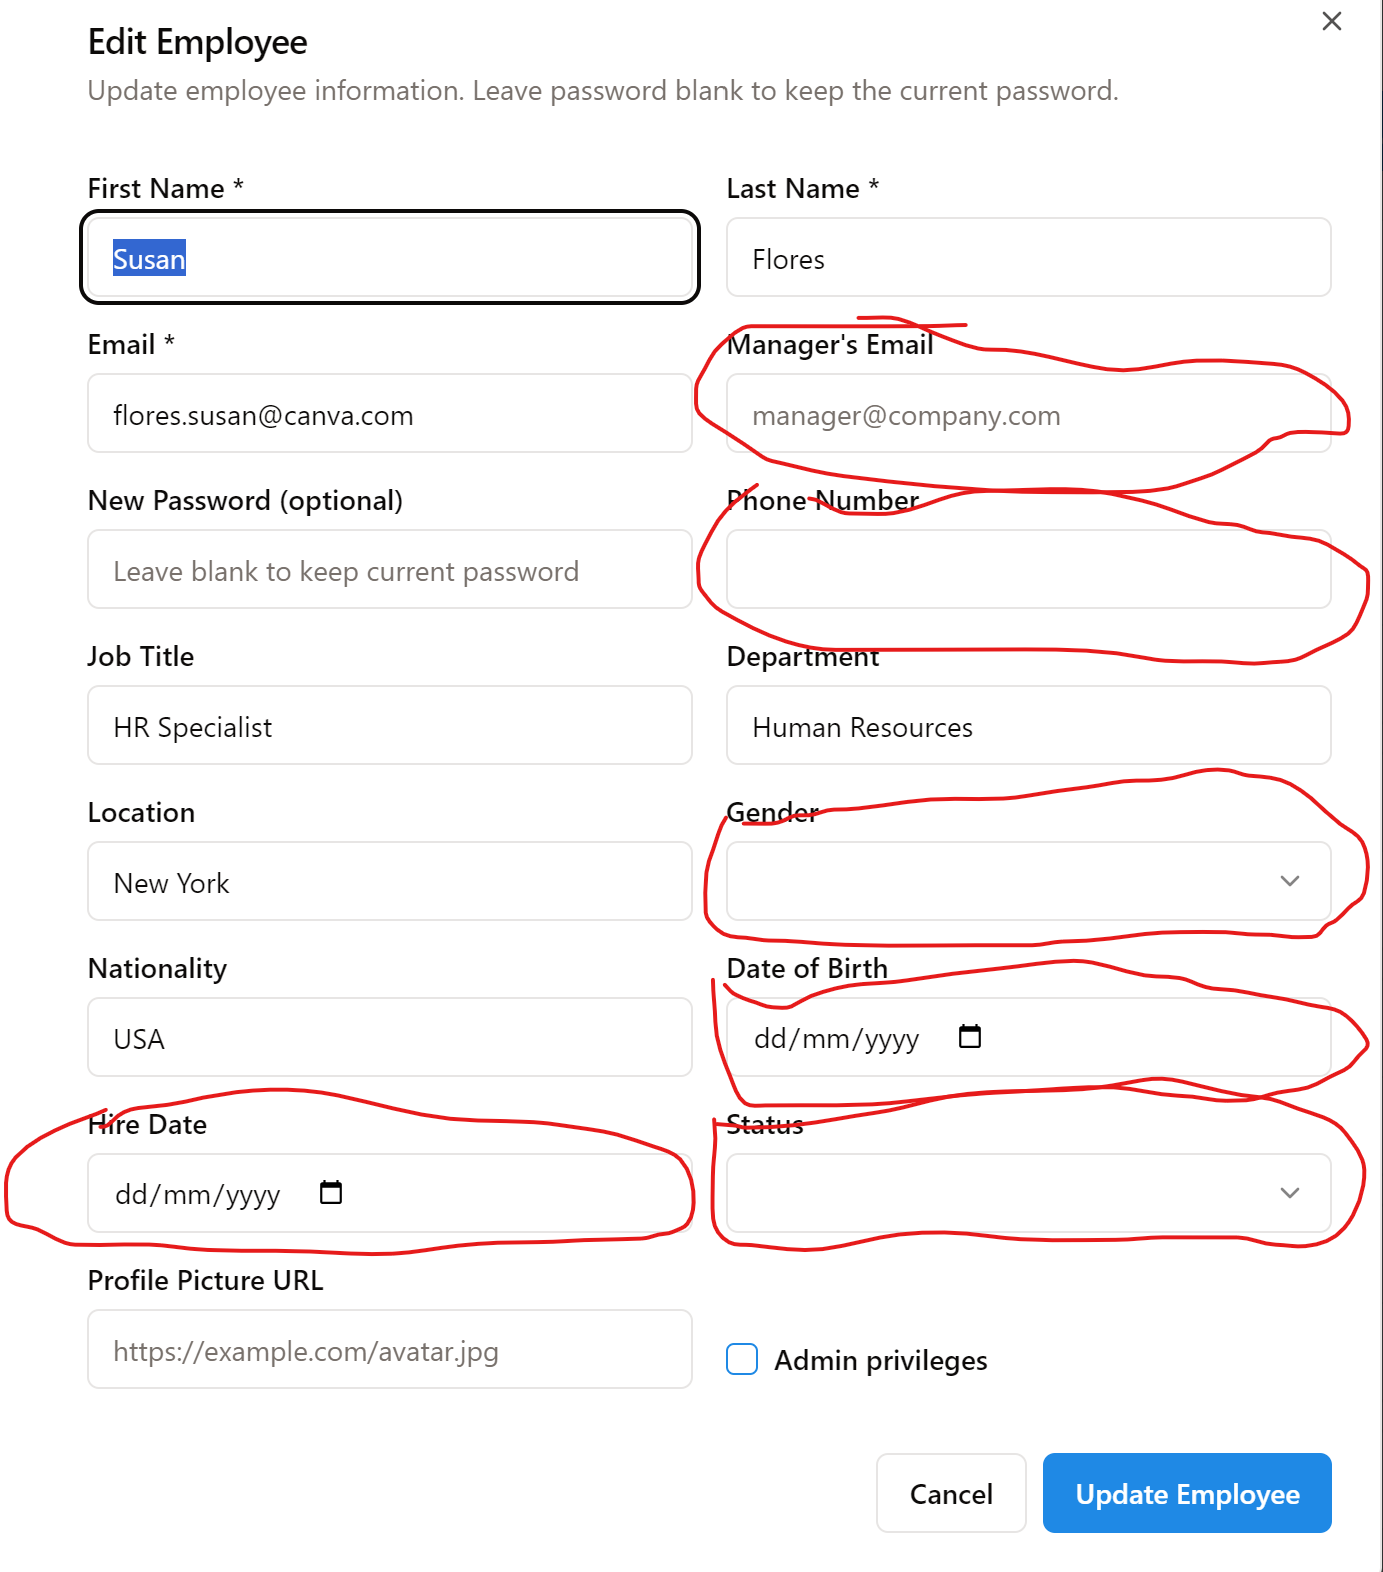 Edit Employee
Update employee information. Leave password blank to keep the current password.
First Name *
Last Name *
Susan
Flores
Email *
Manager's Email
flores.susan@canva.com
manager@company.com
New Password (optional)
Phone Number
Leave blank to keep current password
Job Title
Department
HR Specialist
Human Resources
Location
Gender
New York
Nationality
Date of Birth
USA
dd/mm/yyyy
Hire Date
Status
dd/mm/yyyy
Profile Picture URL
https://example.com/avatar.jpg
Admin privileges
Cancel
Update Employee